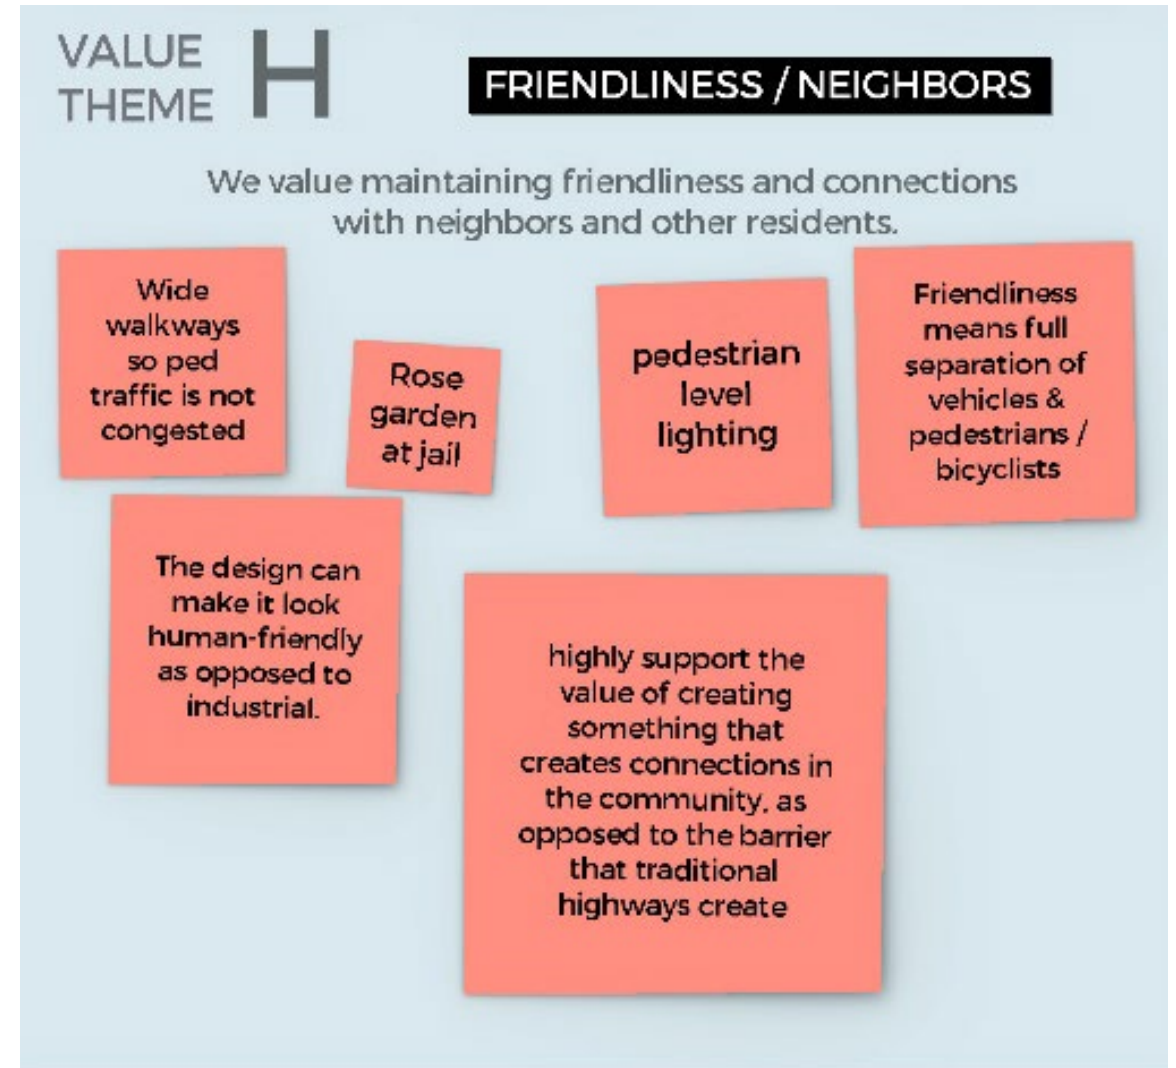 VALUE
THEME
H
FRIENDLINESS / NEIGHBORS
We value maintaining friendliness and connections
with neighbors and other residents.
Wide
walkways
so ped
traffic is not
congested
Rose
garden
at jail
pedestrian
level
lighting
Friendliness
means full
separation of
vehicles &
pedestrians /
bicyclists
The design can
make it look
human-friendly
as opposed to
industrial.
highly support the
value of creating
something that
creates connections in
the community, as
opposed to the barrier
that traditional
highways create